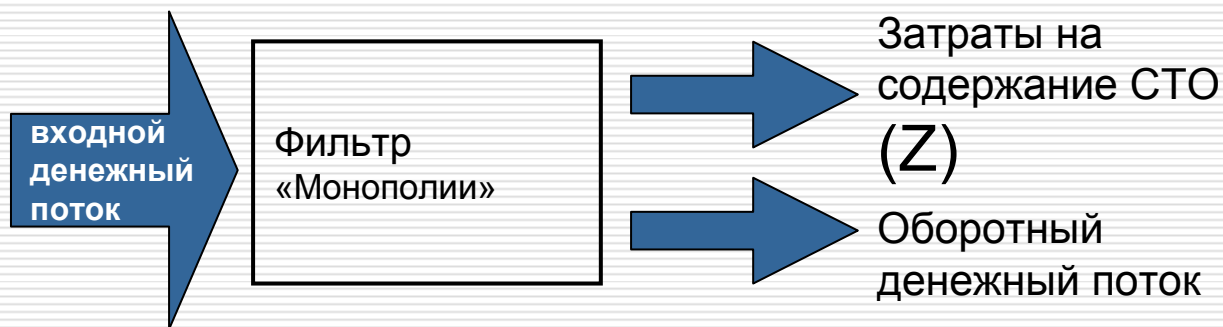 входной
денежный
поток
Фильтр
«Монополии»
Затраты на
содержание СТО
(Z)
Оборотный
денежный поток